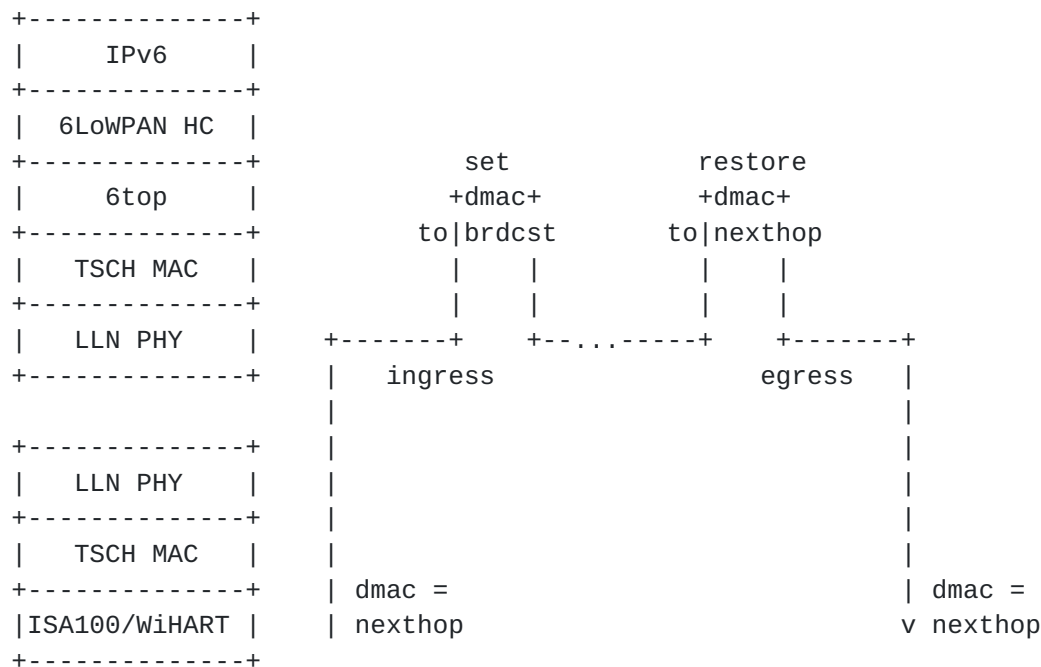 +--------------+
|     IPv6     |
+--------------+
|  6LoWPAN HC  |
+--------------+             set               restore
|     6top     |            +dmac+             +dmac+
+--------------+          to|brdcst       to|nexthop
|   TSCH MAC   |            |    |          |    |
+--------------+            |    |          |    |
|   LLN PHY    |    +-------+    +--...-----+    +-------+
+--------------+    |   ingress                 egress   |
                    |                                    |
+--------------+    |                                    |
|   LLN PHY    |    |                                    |
+--------------+    |                                    |
|   TSCH MAC   |    |                                    |
+--------------+    | dmac =                             | dmac =
|ISA100/WiHART |    | nexthop                            v nexthop
+--------------+